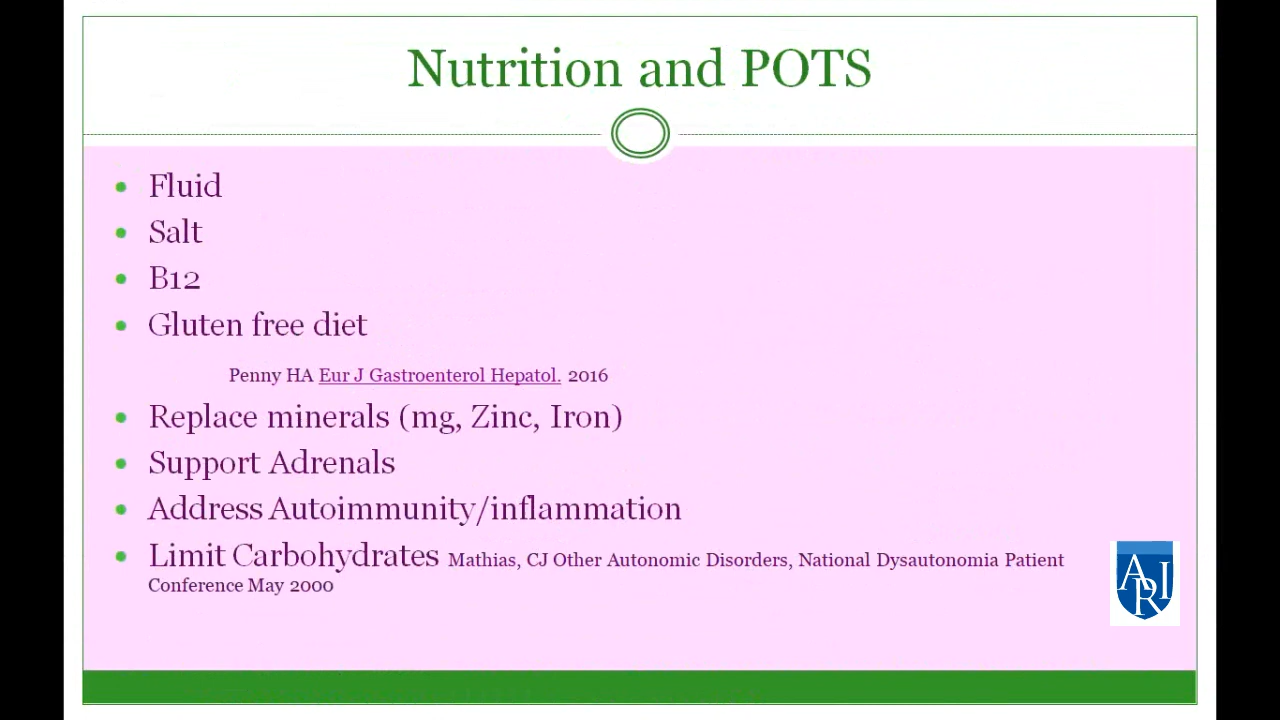 Nutrition and POTS
• Fluid
• Salt
• B12
• Gluten free diet
Penny HA Eur J Gastroenterol Hepatol. 2016
• Replace minerals (mg, Zinc, Iron)
• Support Adrenals
• Address Autoimmunity/inflammation
• Limit Carbohydrates Mathias, CJ Other Autonomic Disorders, National Dysautonomia Patient
Conference May 2000
ARI